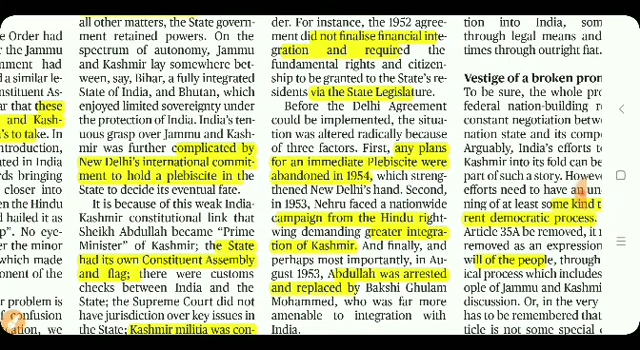 Order had
the Jammu
nment had
d a similar le-
onstituent As-
ar that these
and Kash-
's to take. In
ntroduction,
ated in India
rds bringing
closer into
en the Hindu
d hailed it as
p". No eye-
er the minor
which made
onent of the
r problem is
onfusion
ation, we
all other matters, the State govern-
ment retained powers. On the
spectrum of autonomy, Jammu
and Kashmir lay somewhere bet-
ween, say, Bihar, a fully integrated
State of India, and Bhutan, which
enjoyed limited sovereignty under
the protection of India. India's ten-
uous grasp over Jammu and Kash-
mir was further complicated by
New Delhi's international commit-
ment to hold a plebiscite in the
State to decide its eventual fate.
It is because of this weak India-
Kashmir constitutional link that
Sheikh Abdullah became "Prime
Minister" of Kashmir; the State
had its own Constituent Assembly
and flag; there were customs
checks between India and the
State; the Supreme Court did not
have jurisdiction over key issues in
the State; Kashmir militia was con-
der. For instance, the 1952 agree-
ment did not finalise financial inte-
gration and required the
fundamental rights and citizen-
ship to be granted to the State's re-
sidents via the State Legislature.
Before the Delhi Agreement
could be implemented, the situa-
tion was altered radically because
of three factors. First, any plans
for an immediate Plebiscite were
abandoned in 1954, which streng-
thened New Delhi's hand. Second,
in 1953, Nehru faced a nationwide
campaign from the Hindu right-
wing demanding greater integra-
tion of Kashmir. And finally, and
perhaps most importantly, in Au-
gust 1953, Abdullah was arrested
and replaced by Bakshi Ghulam
Mohammed, who was far more
amenable to integration with
India.
tion into India, som
through legal means and
times through outright fiat.
Vestige of a broken pron
To be sure, the whole pro
federal nation-building r
constant negotiation betwe
nation state and its compo
Arguably, India's efforts t
Kashmir into its fold can be
part of such a story. Howev
efforts need to have an un
ning of at least some kind
rent democratic process.
Article 35A be removed, it r
removed as an expression
will of the people, through
ical process which includes
ople of Jammu and Kashmi
discussion. Or, in the very
has to be remembered that
ticle is not some special c